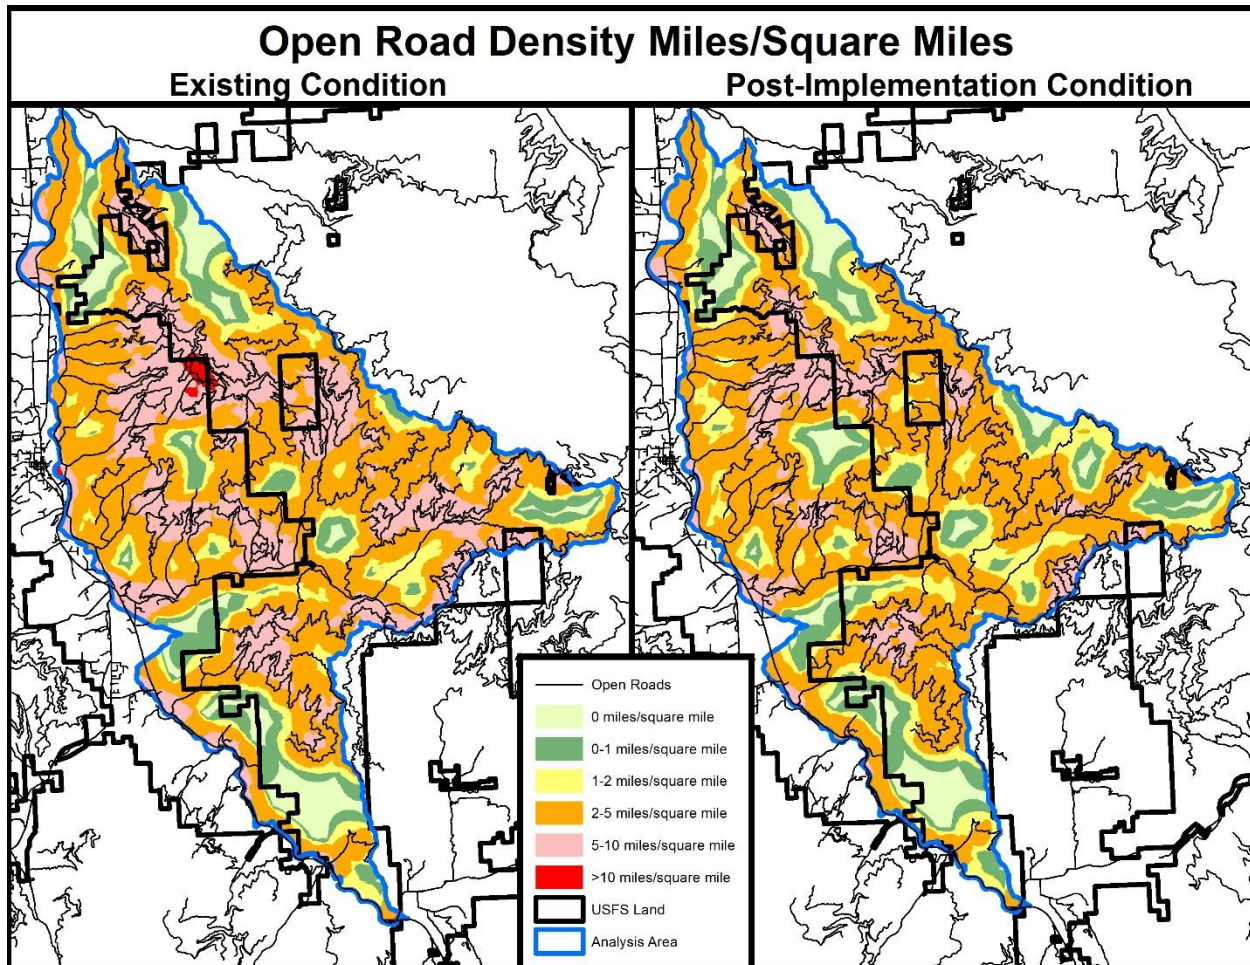 Open Road Density Miles/Square Miles
Existing Condition
Post-Implementation Condition
Open Roads
0 miles/square mile
0-1 miles/square mile
1-2 miles/square mile
2-5 miles/square mile
5-10 miles/square mile
>10 miles/square mile
USFS Land
Analysis Area